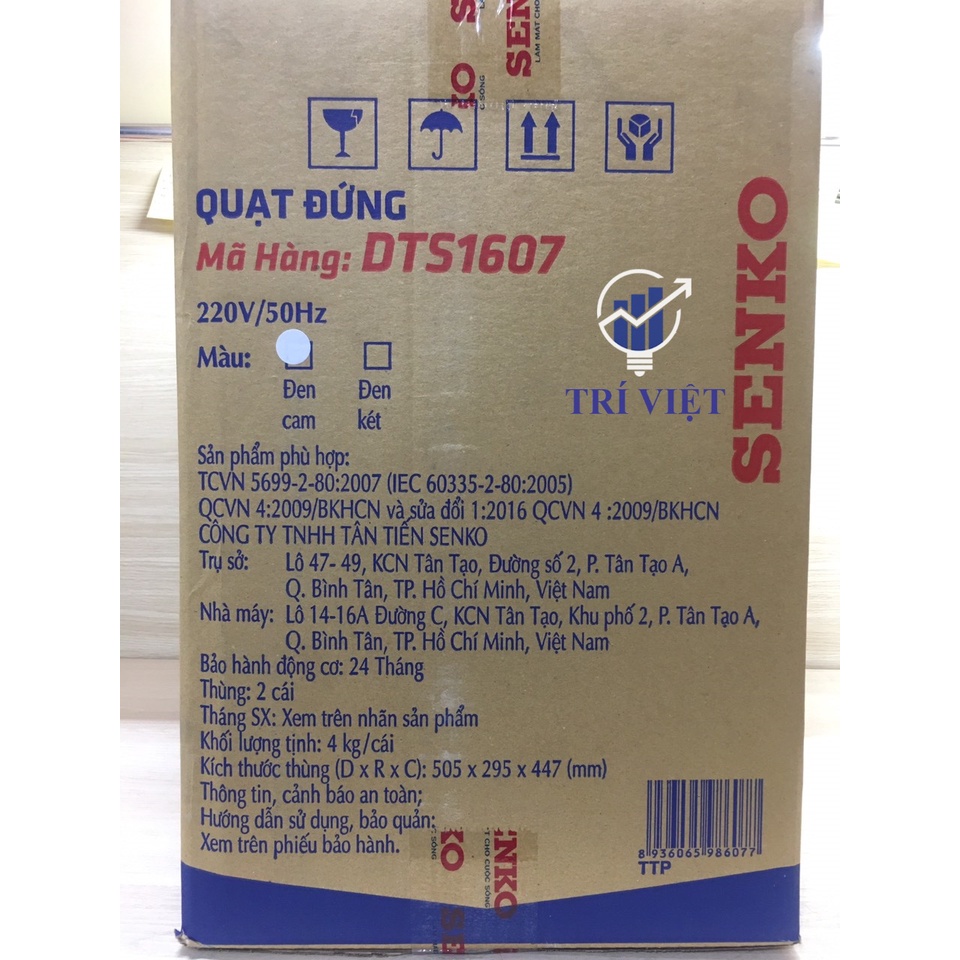 SENKO
QUẠT ĐỨNG
Mã Hàng: DTS1607
220V/50Hz
Màu:
Đen cam
Đen két
TRÍ VIỆT
SENKO
Sản phẩm phù hợp:
TCVN 5699-2-80:2007 (IEC 60335-2-80:2005)
QCVN 4:2009/BKHCN và sửa đổi 1:2016 QCVN 4 :2009/BKHCN
CÔNG TY TNHH TÂN TIẾN SENKO
Trụ sở: Lô 47- 49, KCN Tân Tạo, Đường số 2, P. Tân Tạo A,
Q. Bình Tân, TP. Hồ Chí Minh, Việt Nam
Nhà máy: Lô 14-16A Đường C, KCN Tân Tạo, Khu phố 2, P. Tân Tạo A,
Q. Bình Tân, TP. Hồ Chí Minh, Việt Nam
Bảo hành động cơ: 24 Tháng
Thùng: 2 cái
Tháng SX: Xem trên nhãn sản phẩm
Khối lượng tịnh: 4 kg/cái
Kích thước thùng (D x R x C): 505 x 295 x 447 (mm)
Thông tin, cảnh báo an toàn;
Hướng dẫn sử dụng, bảo quản:
Xem trên phiếu bảo hành.
8 936065 986077
TTP